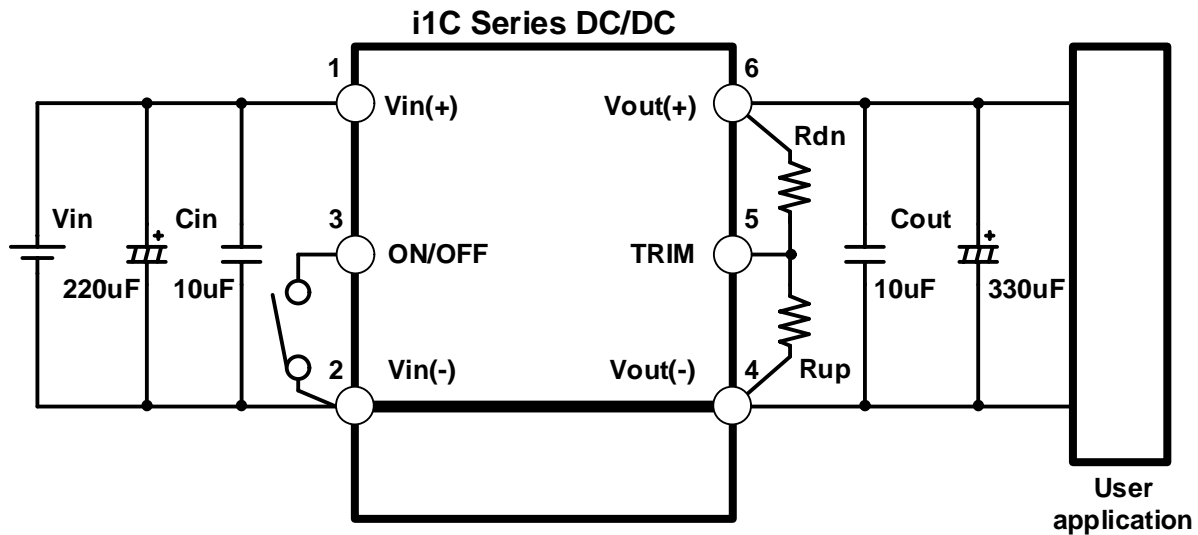 i1C Series DC/DC
1
6
Vin(+)
Vout(+)
Rdn
Vin
Cin
3
5
Cout
+
+
ON/OFF
TRIM
220uF
10uF
10uF
330uF
2
Vin(-)
Vout(-)
4
Rup
User
application